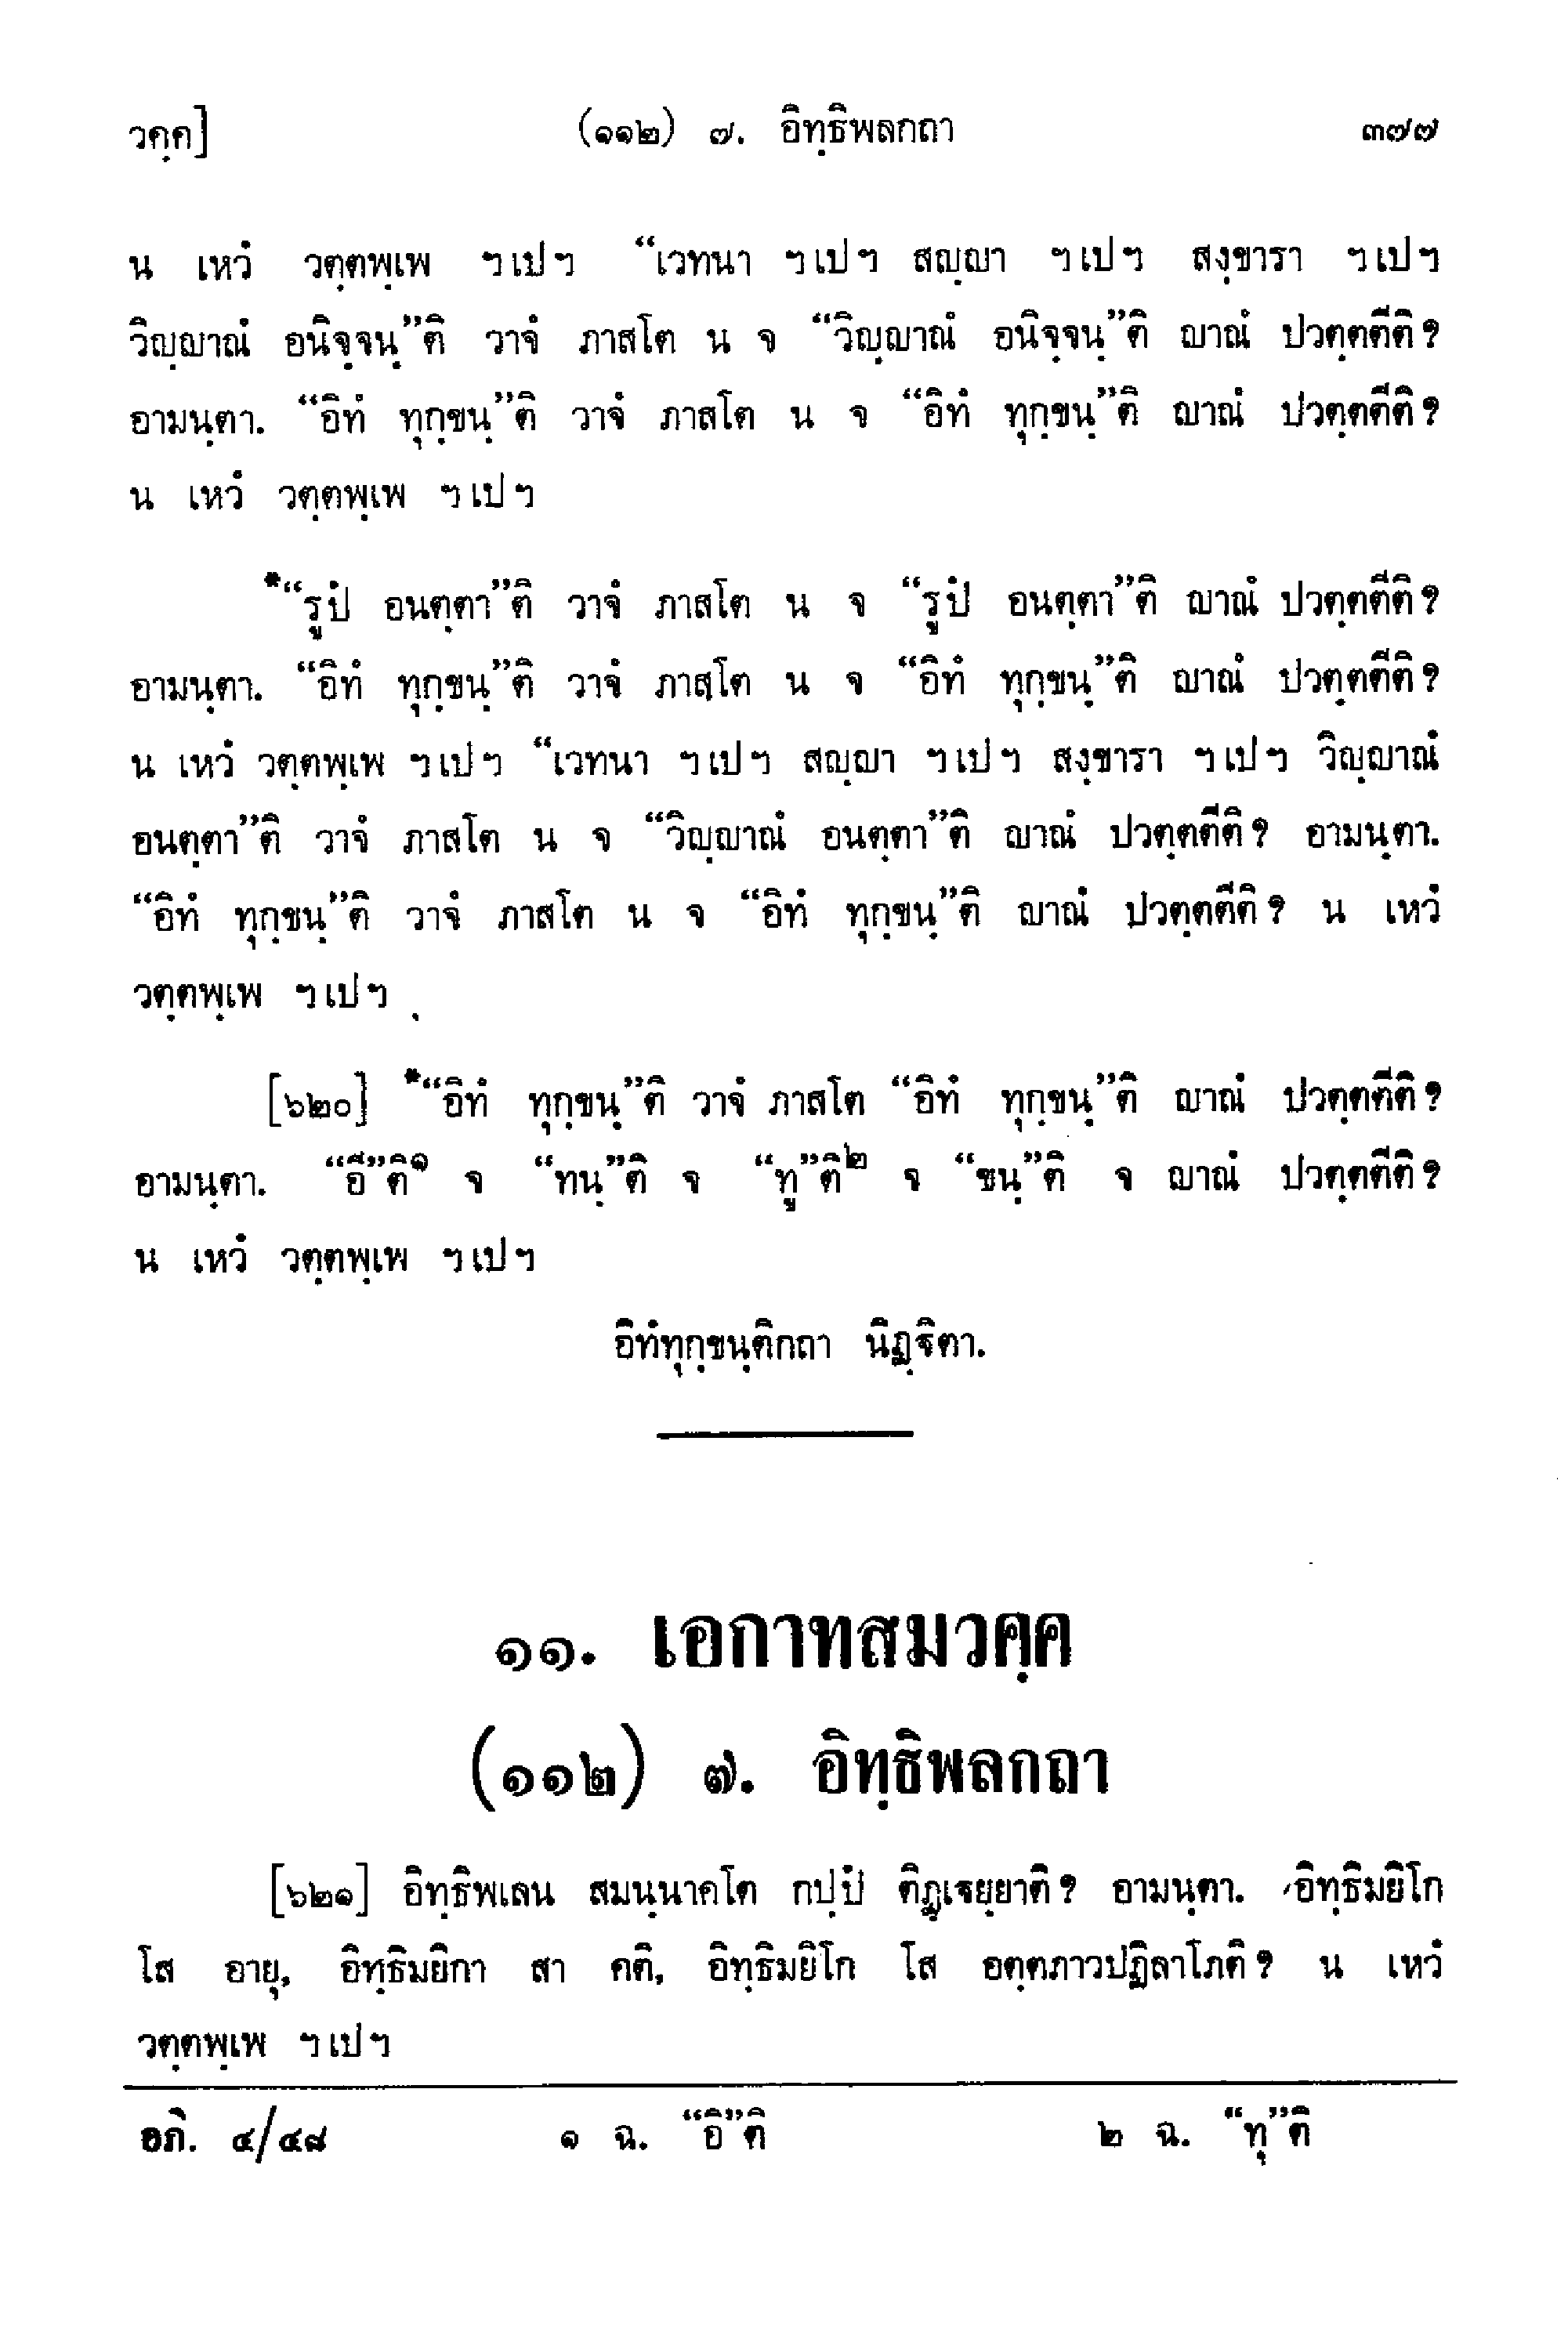 วคฺค] (๑๑๒) ๗. อิทฺธิพลกถา ๓๗๗
น เหวํ วตฺตพฺเพ ฯเปฯ “เวทนา ฯเปฯ สญฺญา ฯเปฯ สงฺขารา ฯเปฯ
วิญฺญาณํ อนิจฺจนฺ”ติ วาจํ ภาสโต น จ “วิญฺญาณํ อนิจฺจนฺ”ติ ญาณํ ปวตฺตตีติ?
อามนฺตา. “อิทํ ทุกฺขนฺ”ติ วาจํ ภาสโต น จ “อิทํ ทุกฺขนฺ”ติ ญาณํ ปวตฺตตีติ?
น เหวํ วตฺตพฺเพ ฯเปฯ
*“รูปํ อนตฺตา”ติ วาจํ ภาสโต น จ “รูปํ อนตฺตา”ติ ญาณํ ปวตฺตตีติ?
อามนฺตา. “อิทํ ทุกฺขนฺ”ติ วาจํ ภาสโต น จ “อิทํ ทุกฺขนฺ”ติ ญาณํ ปวตฺตตีติ?
น เหวํ วตฺตพฺเพ ฯเปฯ “เวทนา ฯเปฯ สญฺญา ฯเปฯ สงฺขารา ฯเปฯ วิญฺญาณํ
อนตฺตา”ติ วาจํ ภาสโต น จ “วิญฺญาณํ อนตฺตา”ติ ญาณํ ปวตฺตตีติ? อามนฺตา.
“อิทํ ทุกฺขนฺ”ติ วาจํ ภาสโต น จ “อิทํ ทุกฺขนฺ”ติ ญาณํ ปวตฺตตีติ? น เหวํ
วตฺตพฺเพ ฯเปฯ
[๖๒๐] *“อิทํ ทุกฺขนฺ”ติ วาจํ ภาสโต “อิทํ ทุกฺขนฺ”ติ ญาณํ ปวตฺตตีติ?
อามนฺตา. “อี”ติ๑ จ “ทนฺ”ติ จ “ทู”ติ๒ จ “ขนฺ”ติ จ ญาณํ ปวตฺตตีติ?
น เหวํ วตฺตพฺเพ ฯเปฯ
อิทํทุกฺขนฺติกถา นิฏฺฐิตา.
๑๑. เอกาทสมวคฺค
(๑๑๒) ๗. อิทฺธิพลกถา
[๖๒๑] อิทฺธิพเลน สมนฺนาคโต กปฺปํ ติฏฺเฐยฺยาติ? อามนฺตา. อิทฺธิมยิโก
โส อายุ, อิทฺธิมยิกา สา คติ, อิทฺธิมยิโก โส อตฺตภาวปฏิลาโภติ? น เหวํ
วตฺตพฺเพ ฯเปฯ
อภิ. ๔/๔๘ ๑ ฉ. “อิ”ติ ๒ ฉ. “ทุ”ติ